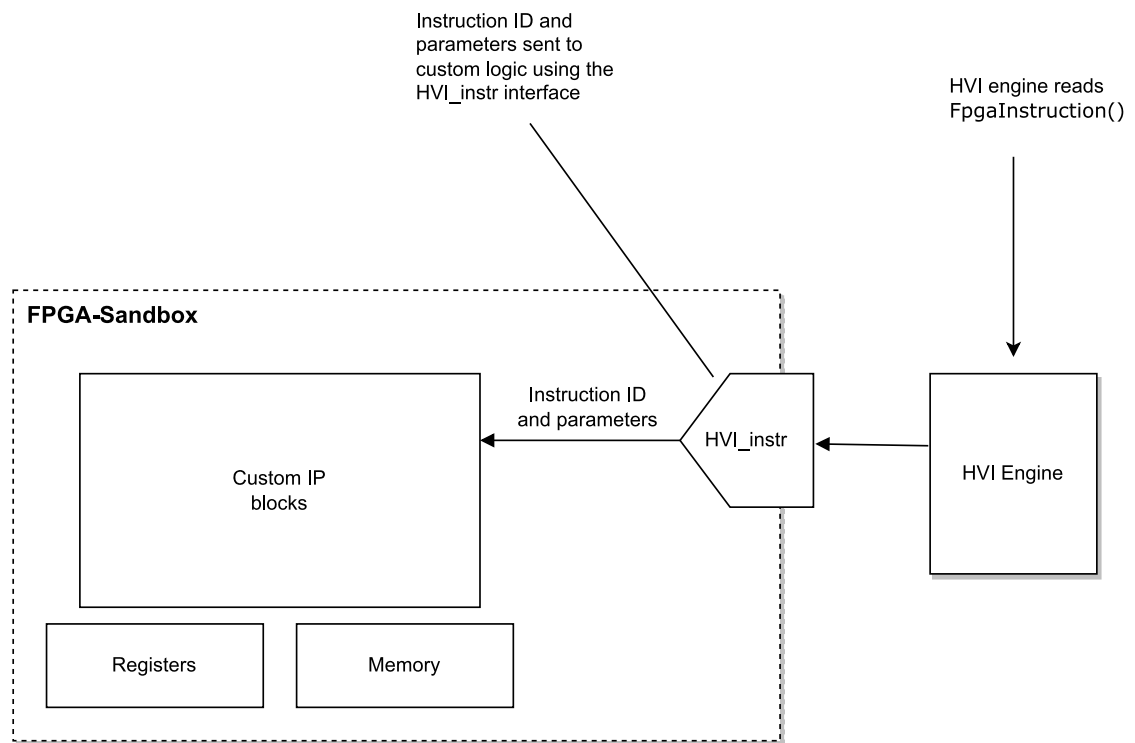 Instruction ID and
parameters sent to
custom logic using the
HVI_instr interface
HVI engine reads
FpgaInstruction()
FPGA-Sandbox
Instruction ID
and parameters
HVI_instr
HVI Engine
Custom IP
blocks
Registers
Memory